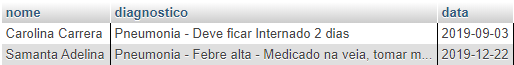 nome diagnostico data
Carolina Carrera Pneumonia - Deve ficar Internado 2 dias 2019-09-03
Samanta Adelina Pneumonia - Febre alta - Medicado na veia, tomar m... 2019-12-22